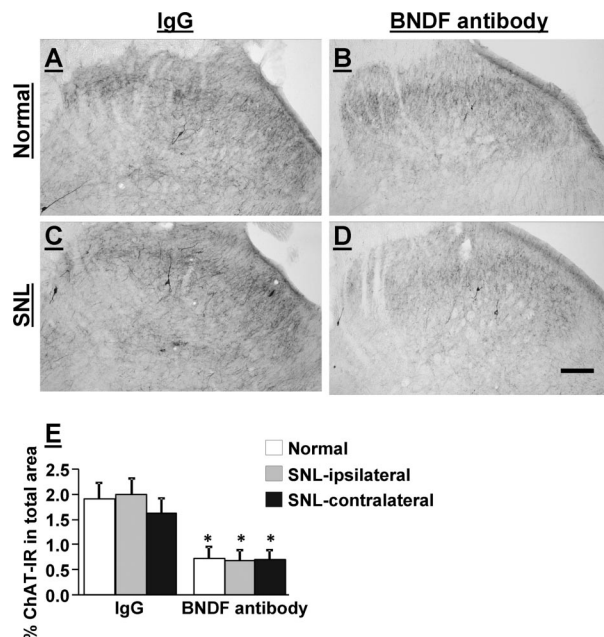 IgG
BNDF antibody
Normal
A
B
SNL
C
D
E
Normal
SNL-ipsilateral
SNL-contralateral
% ChAT-IR in total area
2.5
2.0
1.5
1.0
0.5
0.0
* * *
IgG
BNDF antibody